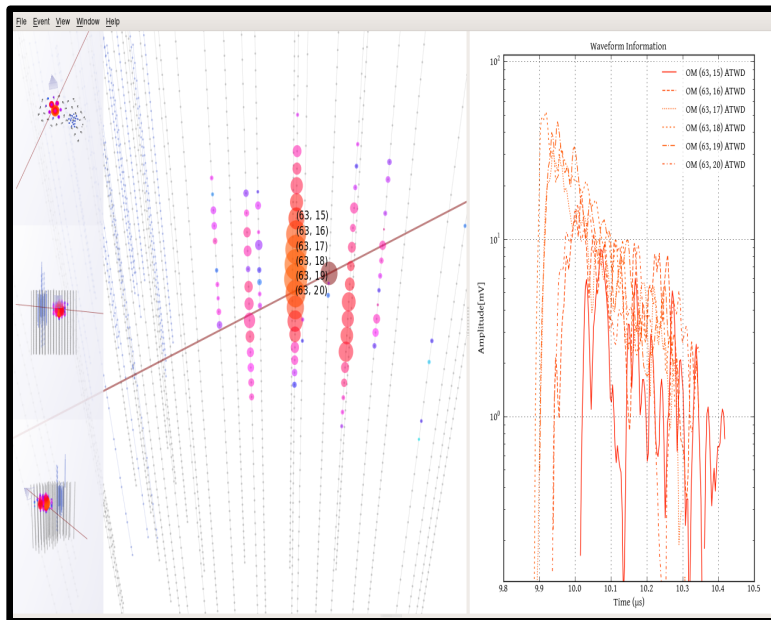 File Event View Window Help
(63, 15)
(63, 16)
(63, 17)
(63, 18)
(63, 19)
(63, 20)
Waveform Information
10²
10¹
10⁰
Amplitude[mV]
OM (63, 15) ATWD
OM (63, 16) ATWD
OM (63, 17) ATWD
OM (63, 18) ATWD
OM (63, 19) ATWD
OM (63, 20) ATWD
9.8 9.9 10.0 10.1 10.2 10.3 10.4 10.5
Time (μs)